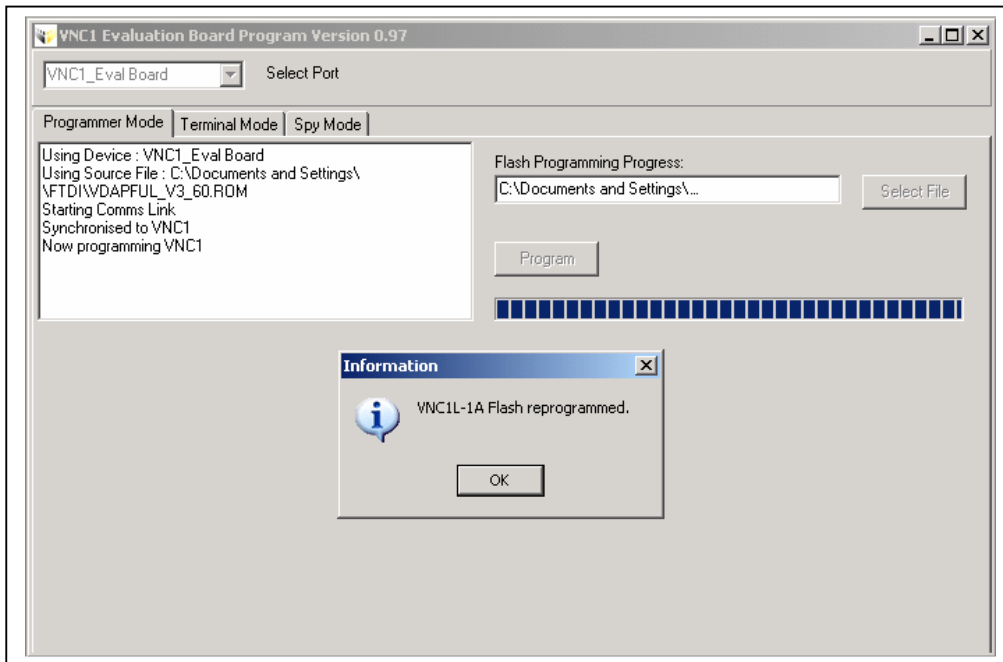 VNC1 Evaluation Board Program Version 0.97
VNC1_Eval Board
Select Port
Programmer Mode
Terminal Mode
Spy Mode
Using Device : VNC1_Eval Board
Using Source File : C:\Documents and Settings\
\FTDI\VDAPFUL_V3_60.ROM
Starting Comms Link
Synchronised to VNC1
Now programming VNC1
Flash Programming Progress:
C:\Documents and Settings\...
Select File
Program
Information
VNC1L-1A Flash reprogrammed.
OK